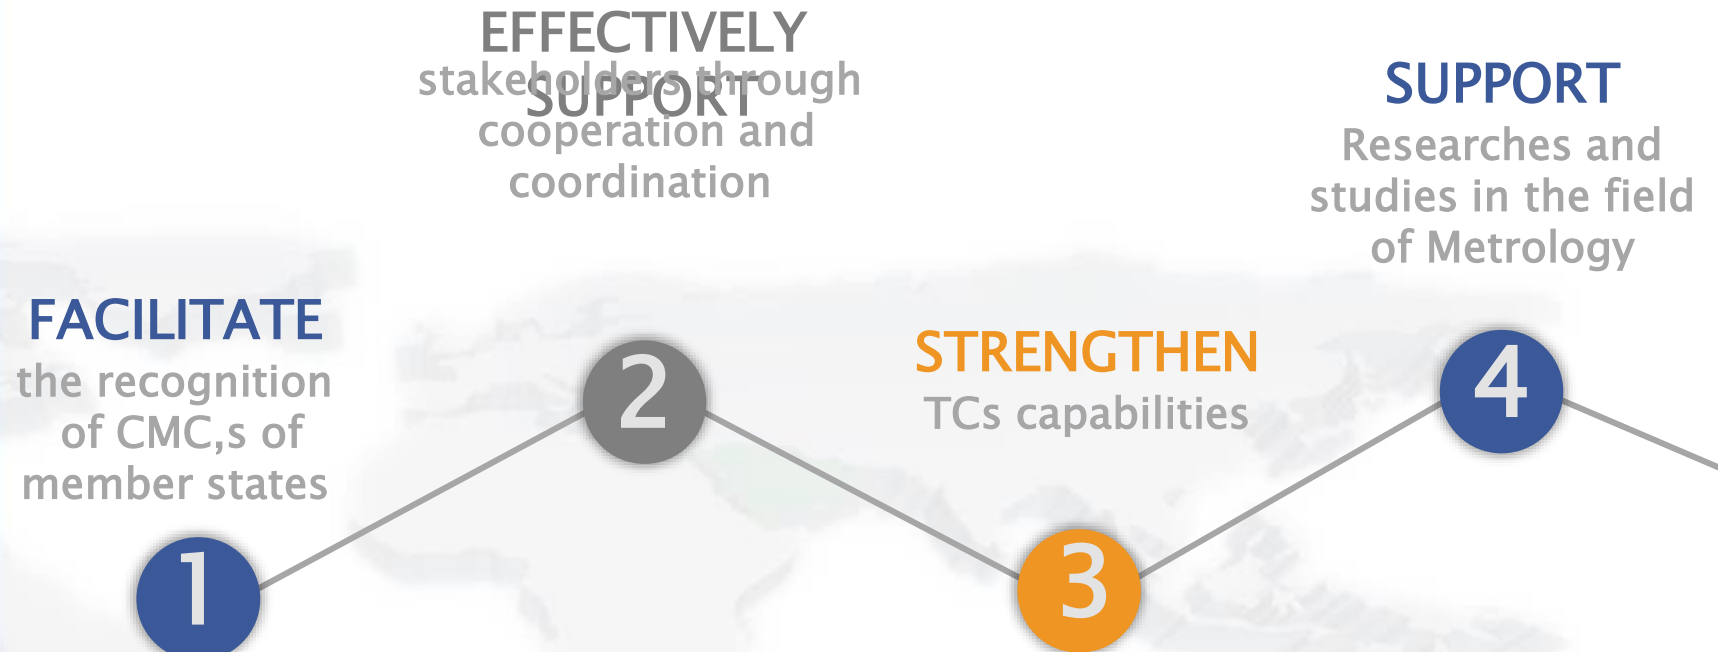 FACILITATE
the recognition
of CMC,s of
member states
1
EFFECTIVELY
SUPPORT
stakeholders through
cooperation and
coordination
2
STRENGTHEN
TCs capabilities
3
SUPPORT
Researches and
studies in the field
of Metrology
4